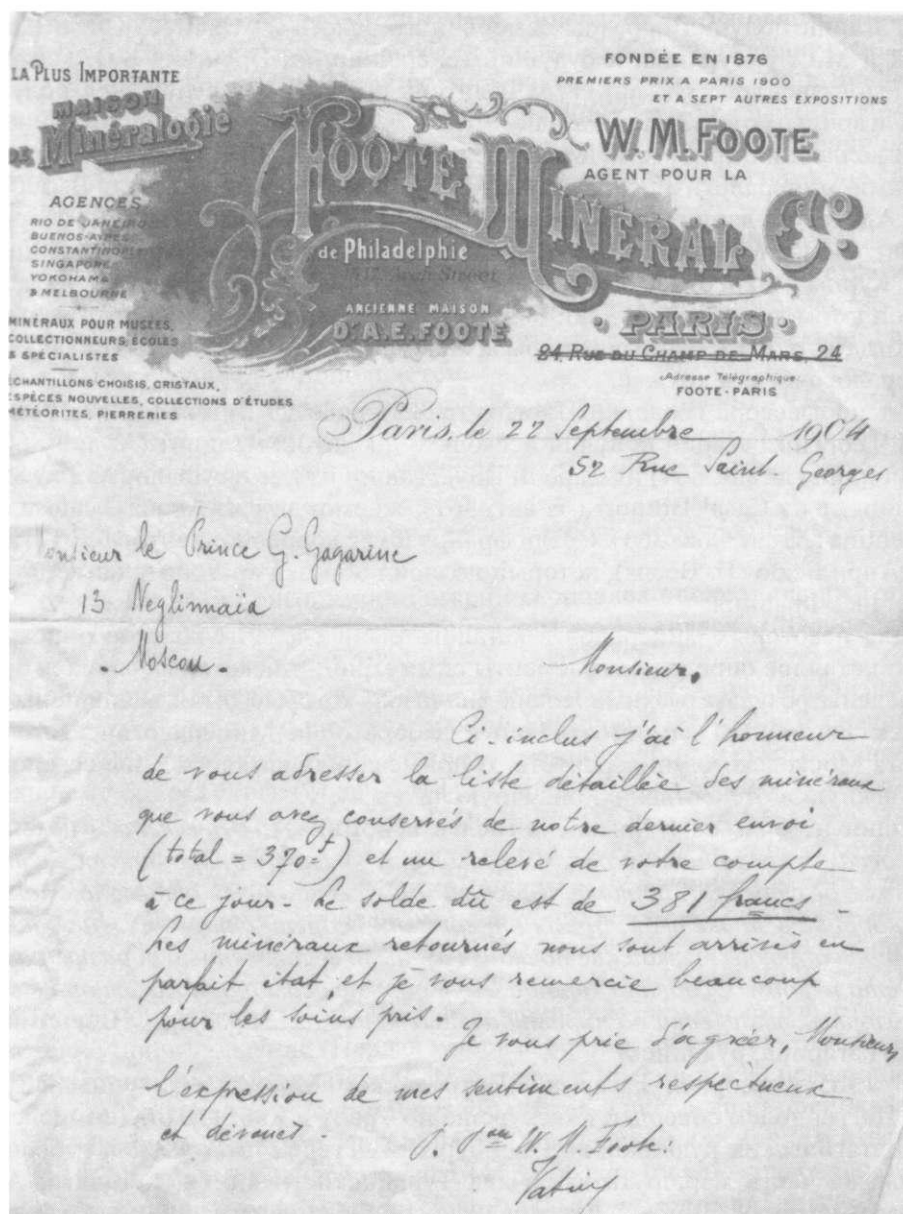 LA PLUS IMPORTANTE
MAISON
DE Minéralogie
AGENCES
RIO DE JANEIRO
BUENOS-AYRES
CONSTANTINOPLE
SINGAPORE
YOKOHAMA
& MELBOURNE
MINÉRAUX POUR MUSÉES,
COLLECTIONNEURS, ÉCOLES
& SPÉCIALISTES
ÉCHANTILLONS CHOISIS, CRISTAUX,
ESPÈCES NOUVELLES, COLLECTIONS D'ÉTUDES
MÉTÉORITES, PIERRERIES
FONDÉE EN 1876
PREMIERS PRIX A PARIS 1900
ET A SEPT AUTRES EXPOSITIONS
W. M. FOOTE
AGENT POUR LA
FOOTE MINERAL Co.
de Philadelphie
1317 Arch Street
ANCIENNE MAISON
DR. A. E. FOOTE
PARIS
24 RUE DU CHAMP DE MARS, 24
Adresse Télégraphique
FOOTE-PARIS
Paris, le 22 Septembre 1904
52 Rue Saint-Georges
Monsieur le Prince G. Gagarine
13 Neglinnaïa
- Moscou -
Monsieur,
Ci-inclus j'ai l'honneur
de vous adresser la liste détaillée des minéraux
que vous avez conservés de notre dernier envoi
(total = 370 f) et un relevé de votre compte
à ce jour - Le solde dû est de 381 francs -
Les minéraux retournés nous sont arrivés en
parfait état et je vous remercie beaucoup
pour les soins pris.
Je vous prie d'agréer, Monsieur,
l'expression de mes sentiments respectueux
et dévoués -
W. M. Foote